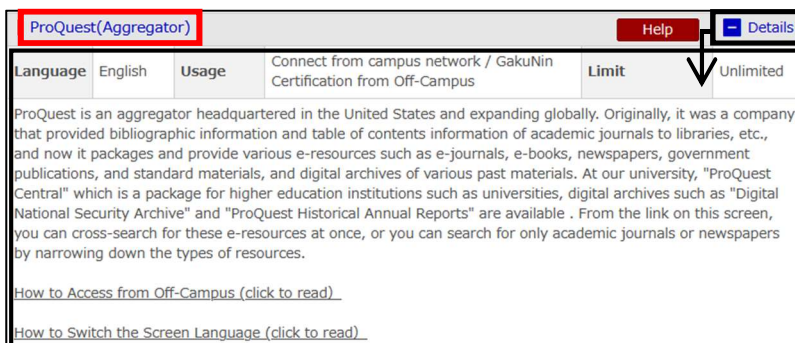 ProQuest(Aggregator) Help Details
Language English Usage Connect from campus network / GakuNin Certification from Off-Campus Limit Unlimited
ProQuest is an aggregator headquartered in the United States and expanding globally. Originally, it was a company
that provided bibliographic information and table of contents information of academic journals to libraries, etc.,
and now it packages and provide various e-resources such as e-journals, e-books, newspapers, government
publications, and standard materials, and digital archives of various past materials. At our university, "ProQuest
Central" which is a package for higher education institutions such as universities, digital archives such as "Digital
National Security Archive" and "ProQuest Historical Annual Reports" are available . From the link on this screen,
you can cross-search for these e-resources at once, or you can search for only academic journals or newspapers
by narrowing down the types of resources.
How to Access from Off-Campus (click to read)
How to Switch the Screen Language (click to read)